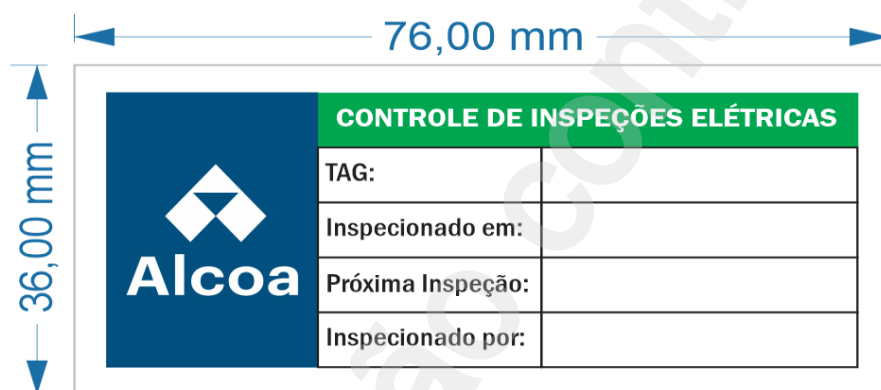 76,00 mm
36,00 mm
CONTROLE DE INSPEÇÕES ELÉTRICAS
Alcoa
TAG:
Inspecionado em:
Próxima Inspeção:
Inspecionado por: